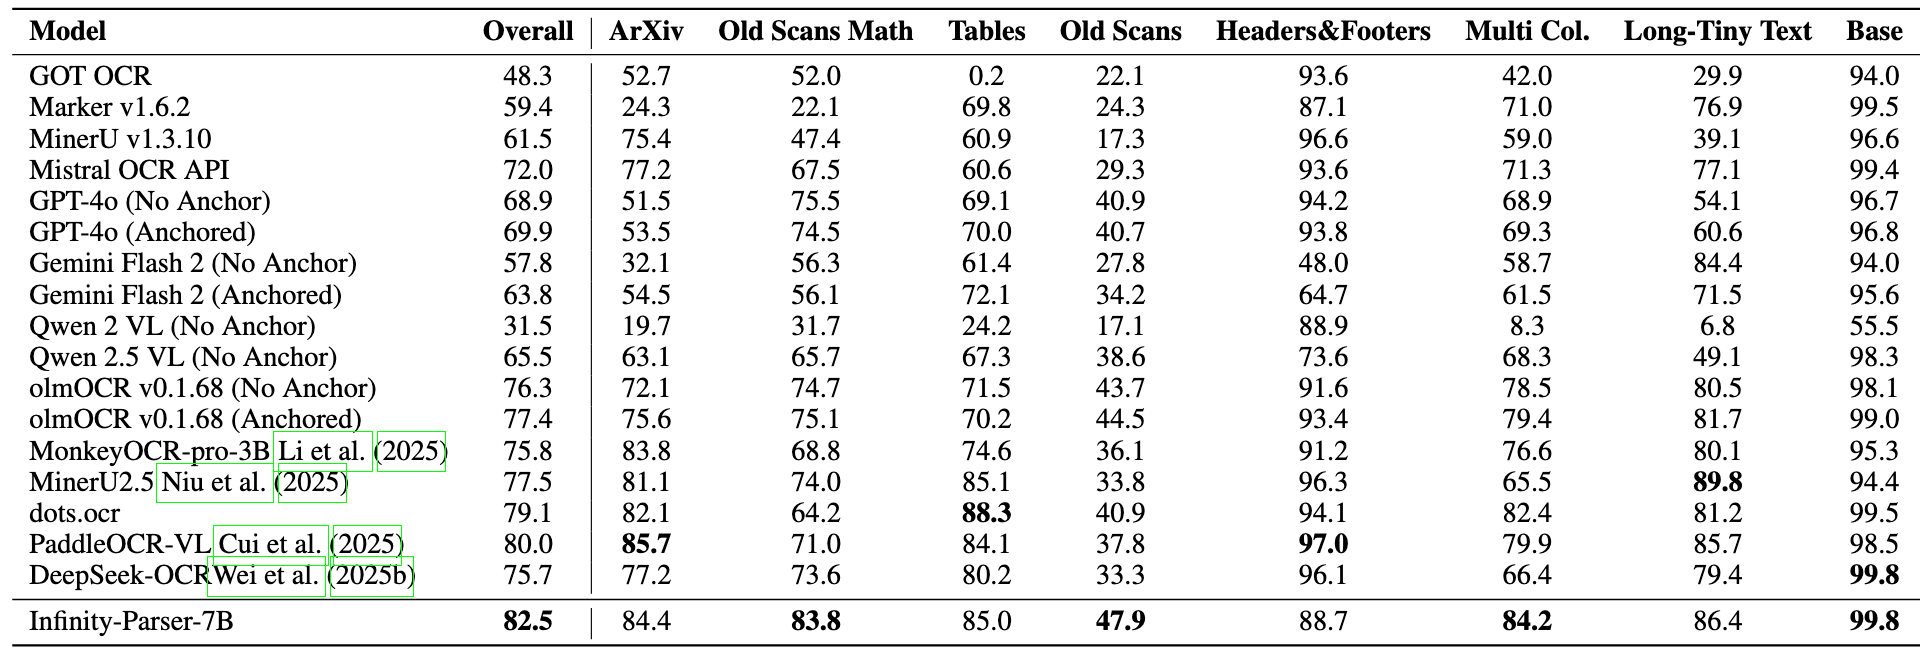 Model Overall ArXiv Old Scans Math Tables Old Scans Headers&Footers Multi Col. Long-Tiny Text Base
GOT OCR 48.3 52.7 52.0 0.2 22.1 93.6 42.0 29.9 94.0
Marker v1.6.2 59.4 24.3 22.1 69.8 24.3 87.1 71.0 76.9 99.5
MinerU v1.3.10 61.5 75.4 47.4 60.9 17.3 96.6 59.0 39.1 96.6
Mistral OCR API 72.0 77.2 67.5 60.6 29.3 93.6 71.3 77.1 99.4
GPT-4o (No Anchor) 68.9 51.5 75.5 69.1 40.9 94.2 68.9 54.1 96.7
GPT-4o (Anchored) 69.9 53.5 74.5 70.0 40.7 93.8 69.3 60.6 96.8
Gemini Flash 2 (No Anchor) 57.8 32.1 56.3 61.4 27.8 48.0 58.7 84.4 94.0
Gemini Flash 2 (Anchored) 63.8 54.5 56.1 72.1 34.2 64.7 61.5 71.5 95.6
Qwen 2 VL (No Anchor) 31.5 19.7 31.7 24.2 17.1 88.9 8.3 6.8 55.5
Qwen 2.5 VL (No Anchor) 65.5 63.1 65.7 67.3 38.6 73.6 68.3 49.1 98.3
olmOCR v0.1.68 (No Anchor) 76.3 72.1 74.7 71.5 43.7 91.6 78.5 80.5 98.1
olmOCR v0.1.68 (Anchored) 77.4 75.6 75.1 70.2 44.5 93.4 79.4 81.7 99.0
MonkeyOCR-pro-3B Li et al. (2025) 75.8 83.8 68.8 74.6 36.1 91.2 76.6 80.1 95.3
MinerU2.5 Niu et al. (2025) 77.5 81.1 74.0 85.1 33.8 96.3 65.5 89.8 94.4
dots.ocr 79.1 82.1 64.2 88.3 40.9 94.1 82.4 81.2 99.5
PaddleOCR-VL Cui et al. (2025) 80.0 85.7 71.0 84.1 37.8 97.0 79.9 85.7 98.5
DeepSeek-OCRWei et al. (2025b) 75.7 77.2 73.6 80.2 33.3 96.1 66.4 79.4 99.8
Infinity-Parser-7B 82.5 84.4 83.8 85.0 47.9 88.7 84.2 86.4 99.8